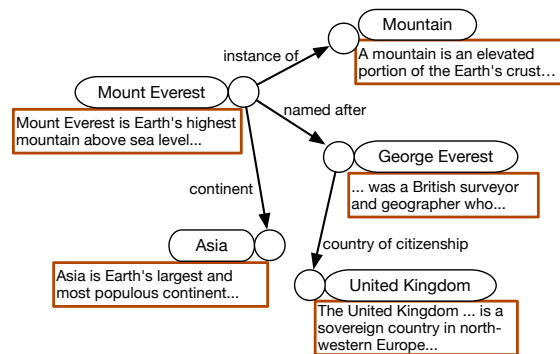 Mountain
A mountain is an elevated
portion of the Earth's crust…
instance of
Mount Everest
Mount Everest is Earth's highest
mountain above sea level...
named after
George Everest
... was a British surveyor
and geographer who...
continent
Asia
Asia is Earth's largest and
most populous continent...
country of citizenship
United Kingdom
The United Kingdom ... is a
sovereign country in north-
western Europe...